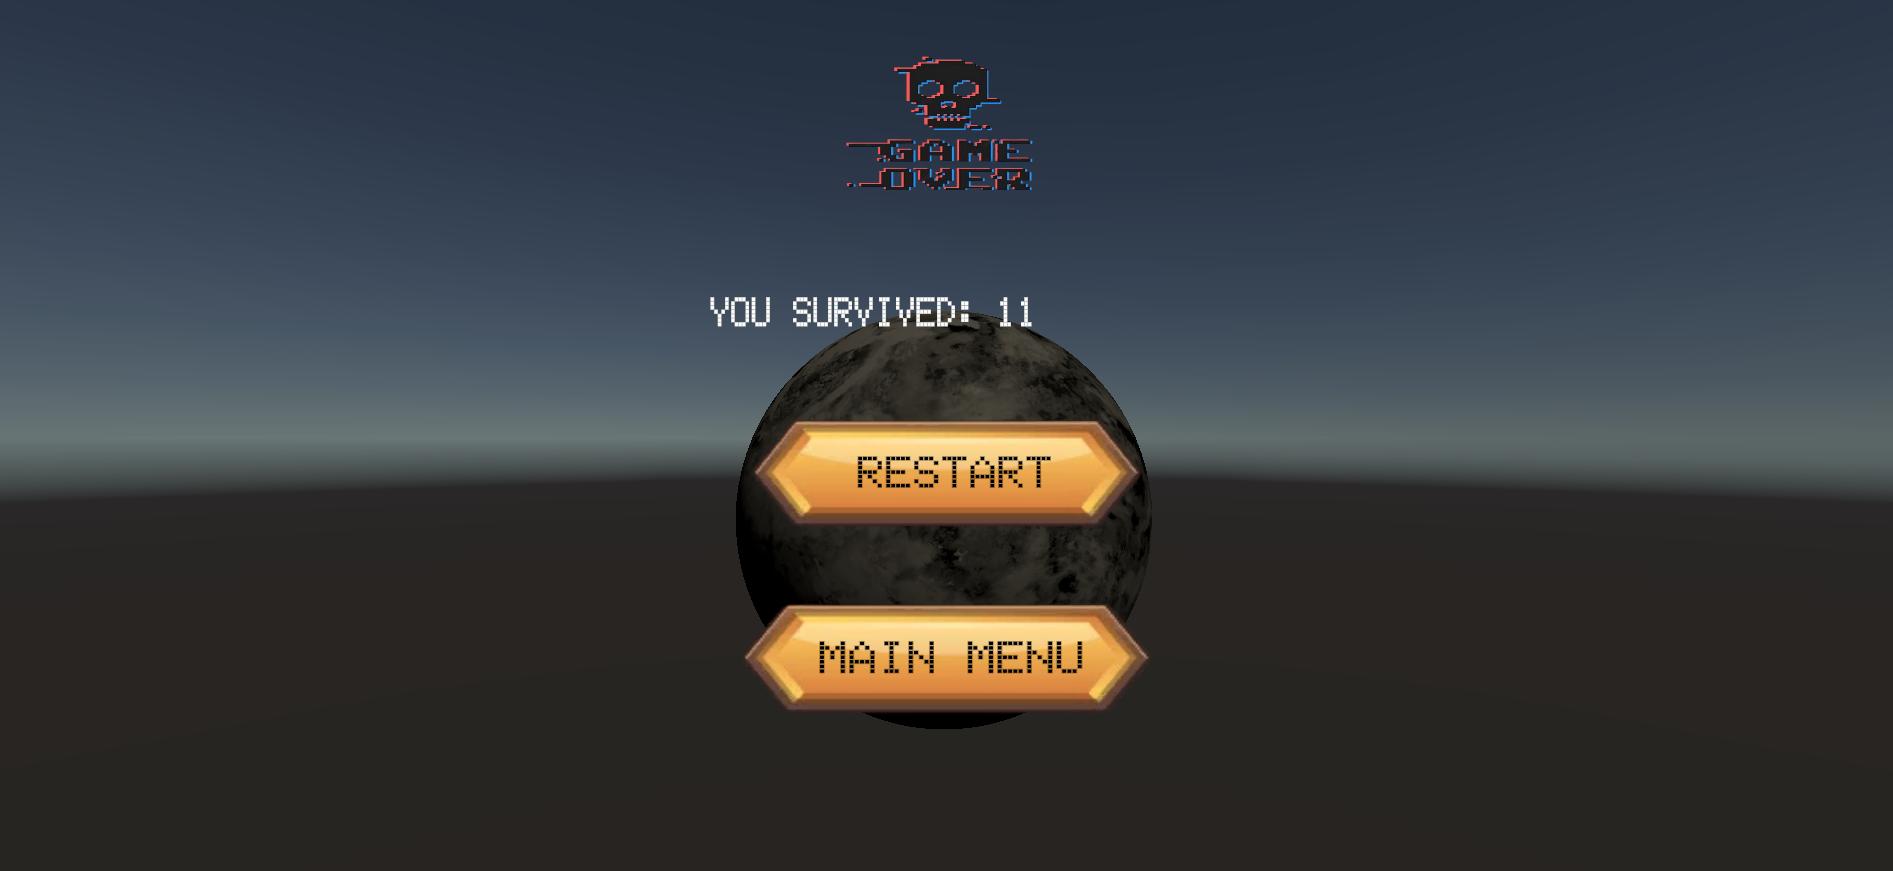 GAME
OVER
YOU SURVIVED: 11
RESTART
MAIN MENU